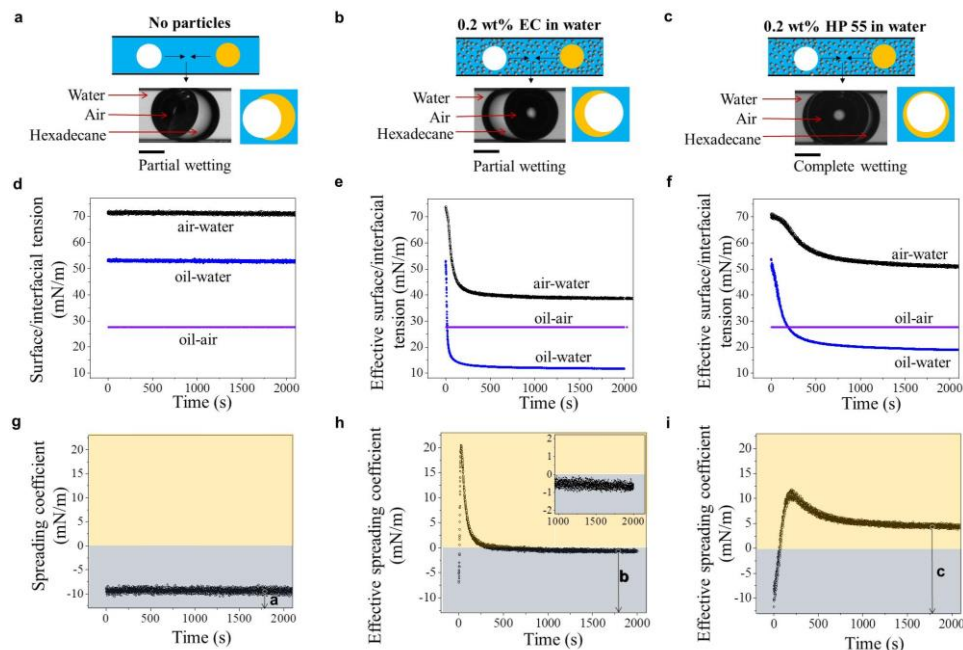 a
No particles
Water
Air
Hexadecane
Partial wetting
b
0.2 wt% EC in water
Water
Air
Hexadecane
Partial wetting
c
0.2 wt% HP 55 in water
Water
Air
Hexadecane
Complete wetting
d
Surface/interfacial tension
(mN/m)
70
60
50
40
30
20
10
air-water
oil-water
oil-air
0 500 1000 1500 2000
Time (s)
e
Effective surface/interfacial
tension (mN/m)
70
60
50
40
30
20
10
air-water
oil-air
oil-water
0 500 1000 1500 2000
Time (s)
f
Effective surface/interfacial
tension (mN/m)
70
60
50
40
30
20
10
air-water
oil-air
oil-water
0 500 1000 1500 2000
Time (s)
g
Spreading coefficient
(mN/m)
20
15
10
5
0
-5
-10
a
0 500 1000 1500 2000
Time (s)
h
Effective spreading coefficient
(mN/m)
20
15
10
5
0
-5
-10
2
1
0
-1
-2
1000 1500 2000
b
0 500 1000 1500 2000
Time (s)
i
Effective spreading coefficient
(mN/m)
20
15
10
5
0
-5
-10
c
0 500 1000 1500 2000
Time (s)